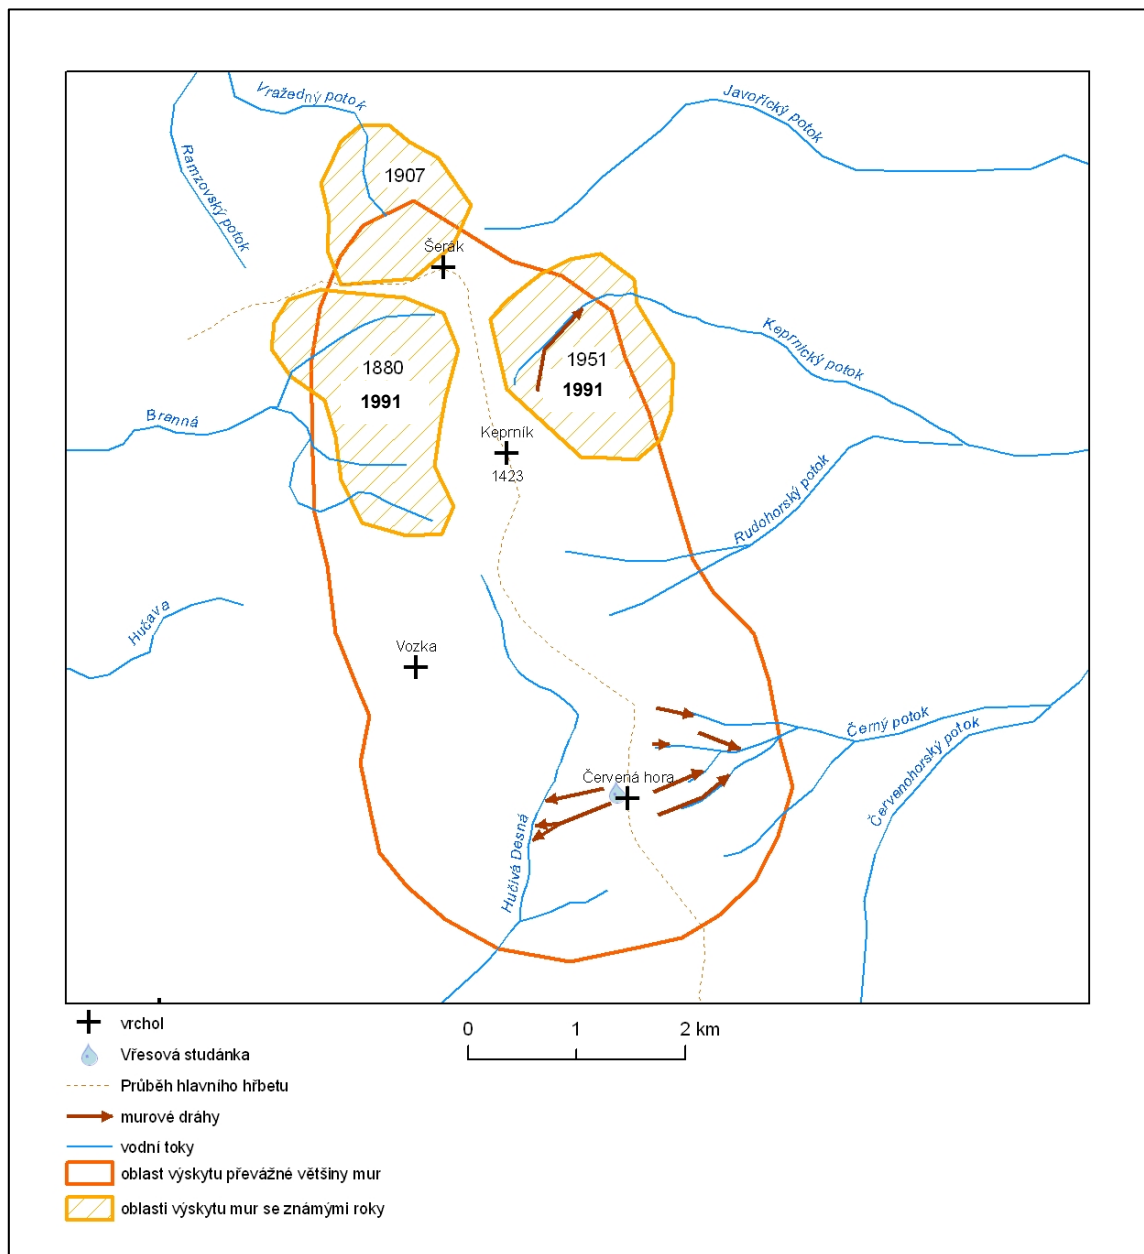 Vražedný potok
Javořícký potok
Ramzovský potok
1907
Šerák
Keprnický potok
1951
1991
1880
1991
Branná
Keprník
1423
Rudohorský potok
Hučava
Vozka
Černý potok
Červenohorský potok
Červená hora
Hučivá Desná
0 1 2 km
vrchol
Vřesová studánka
Průběh hlavního hřbetu
murové dráhy
vodní toky
oblast výskytu převážné většiny mur
oblasti výskytu mur se známými roky